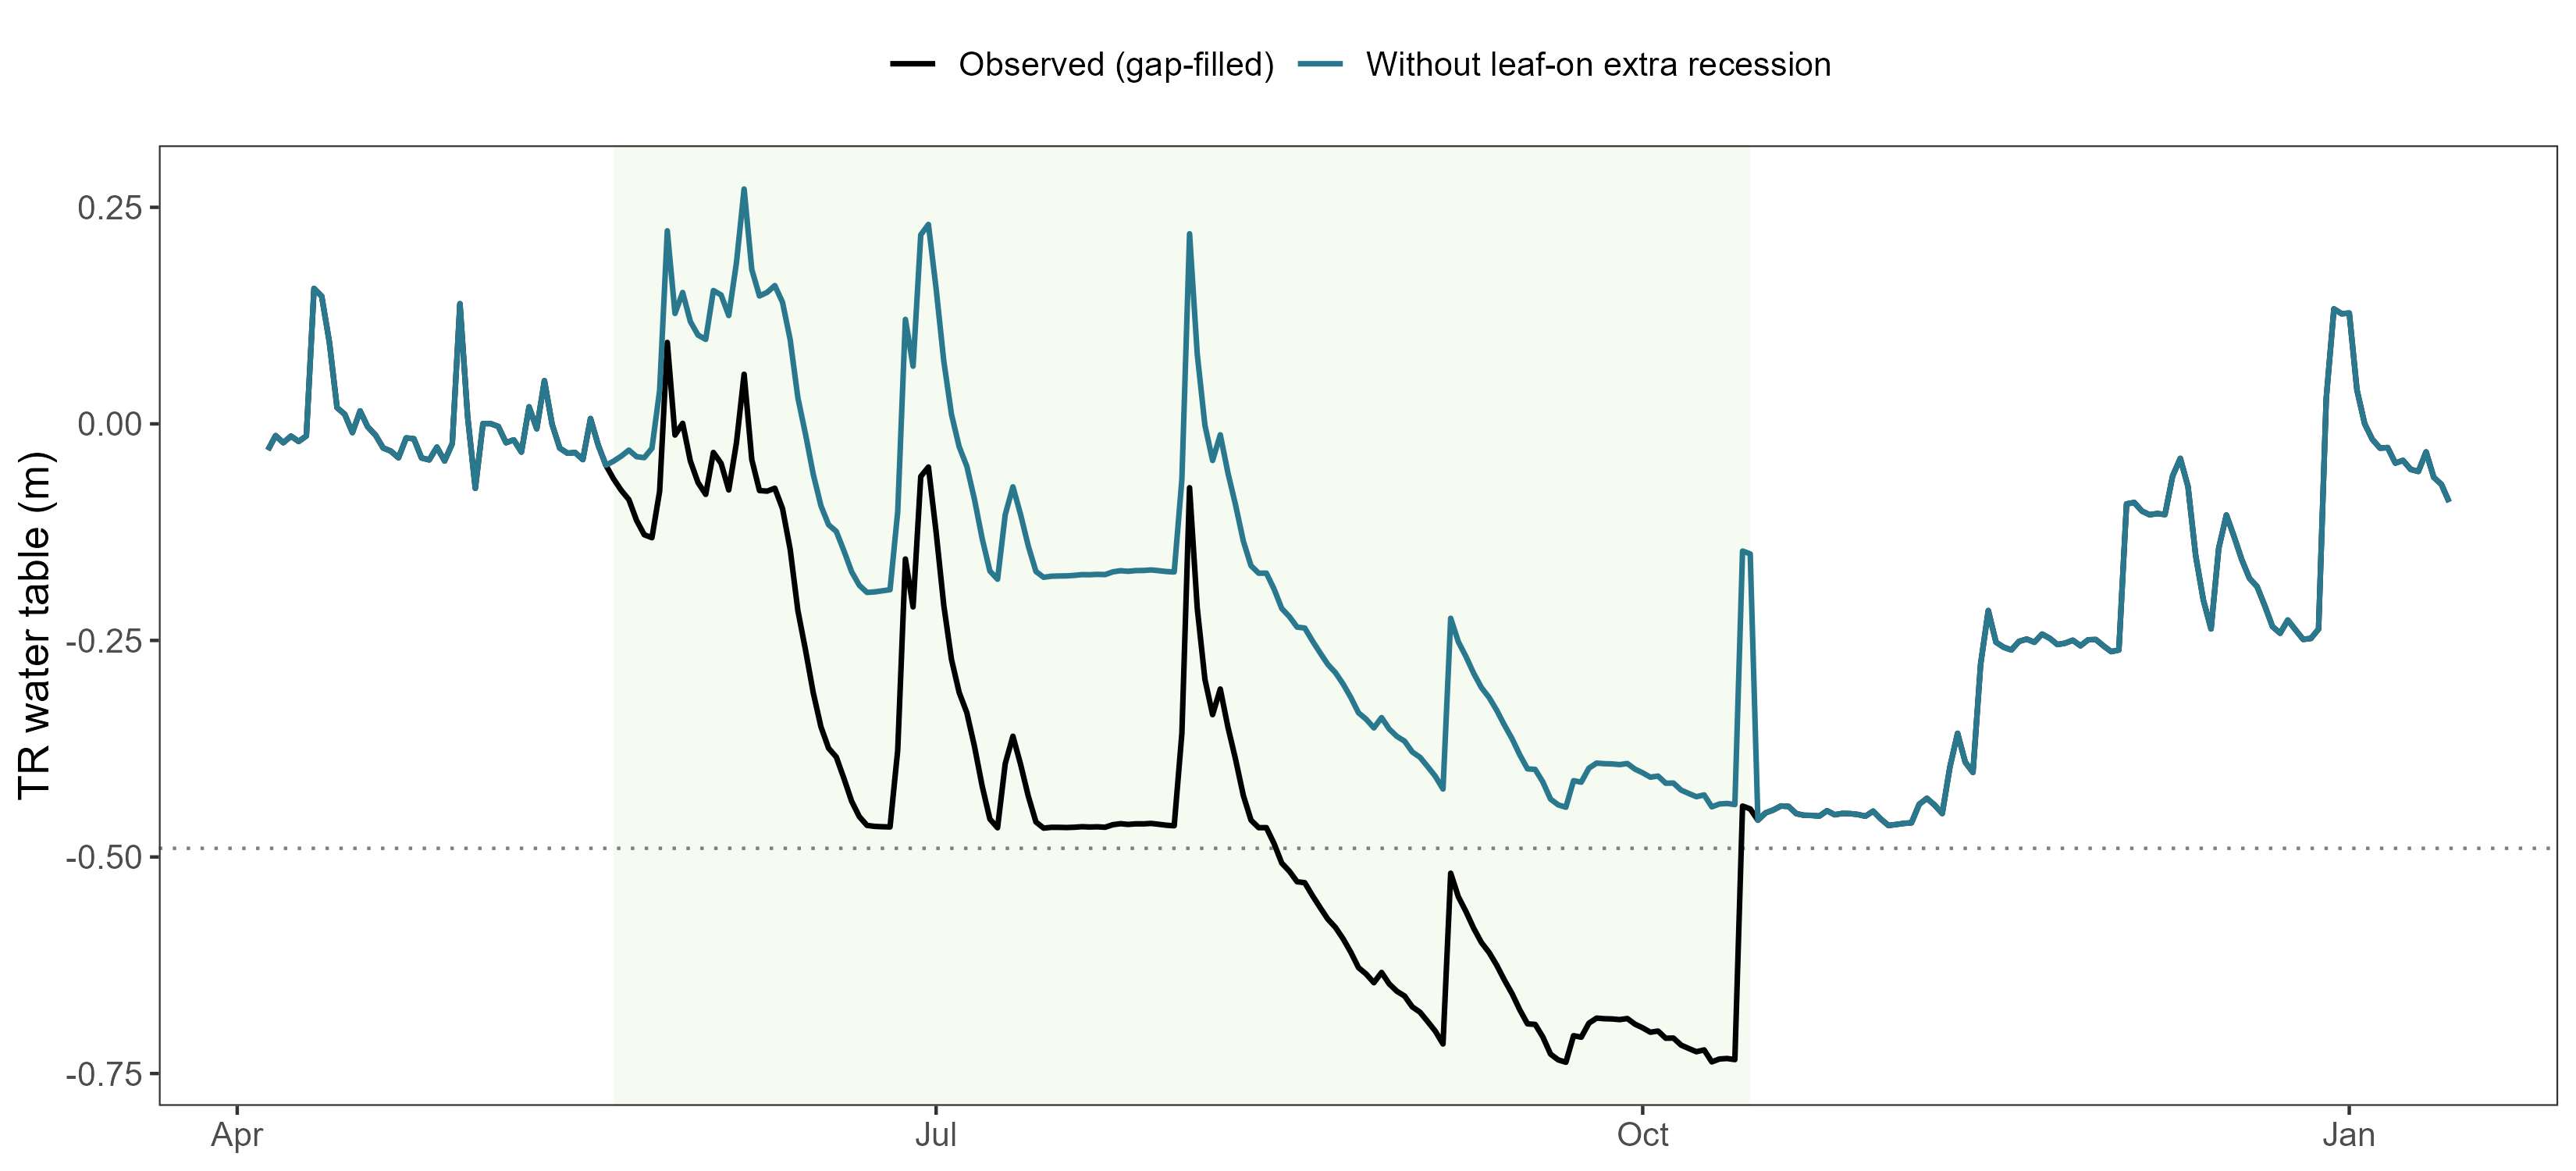 Observed (gap-filled) Without leaf-on extra recession
TR water table (m)
0.25
0.00
-0.25
-0.50
-0.75
Apr Jul Oct Jan